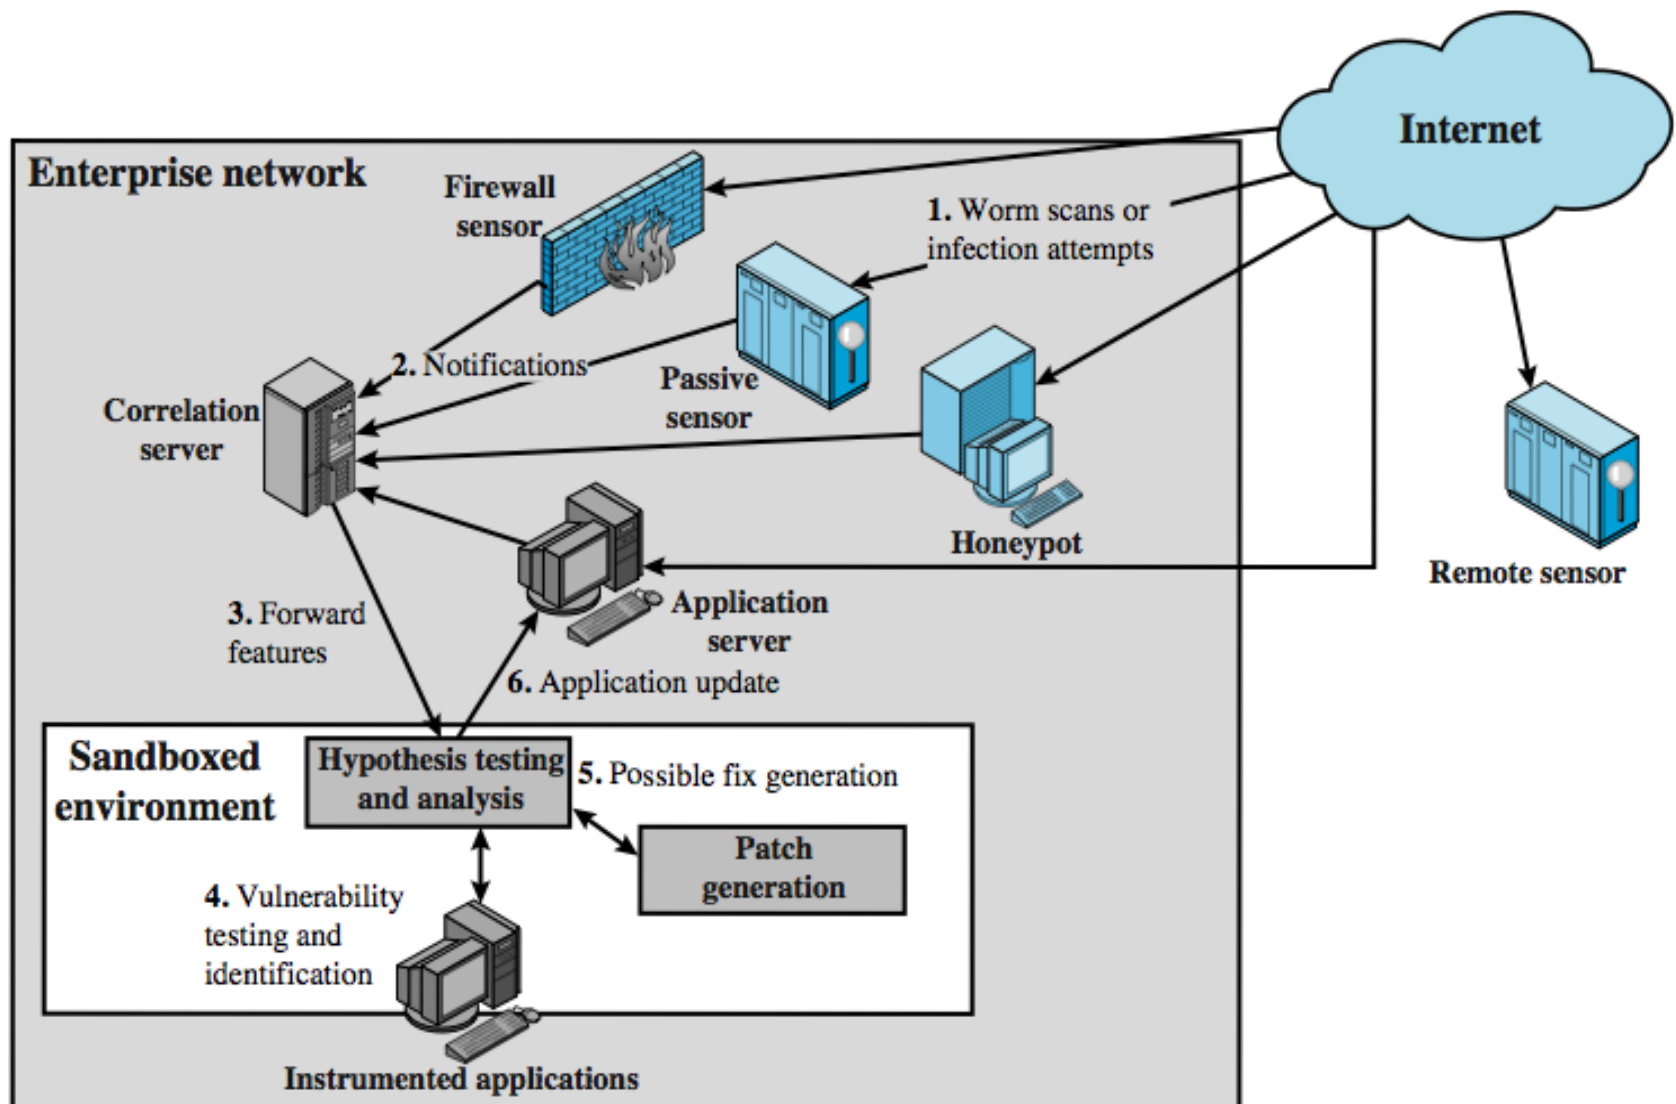 Internet
Enterprise network
Firewall
sensor
1. Worm scans or
infection attempts
2. Notifications
Passive
sensor
Correlation
server
Honeypot
Remote sensor
Application
server
3. Forward
features
6. Application update
Sandboxed
environment
Hypothesis testing
and analysis
5. Possible fix generation
Patch
generation
4. Vulnerability
testing and
identification
Instrumented applications